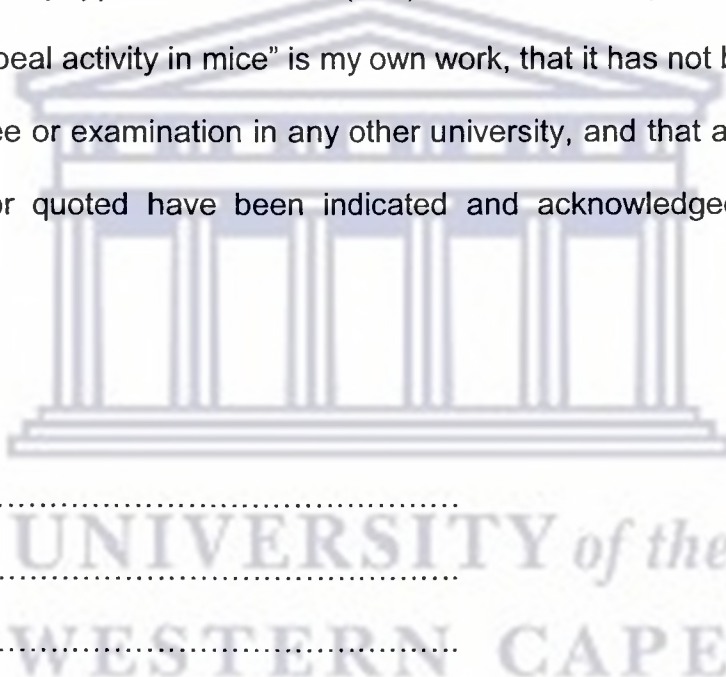 peal activity in mice” is my own work, that it has not b
ee or examination in any other university, and that a
or quoted have been indicated and acknowledged
..........................................................
UNIVERSITY of the
..........................................................
WESTERN CAPE
..........................................................